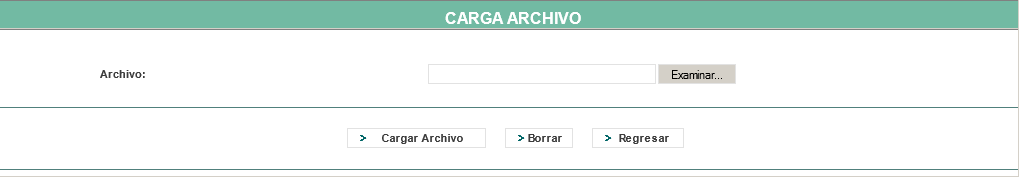 CARGA ARCHIVO
Archivo: Examinar...
Cargar Archivo Borrar Regresar